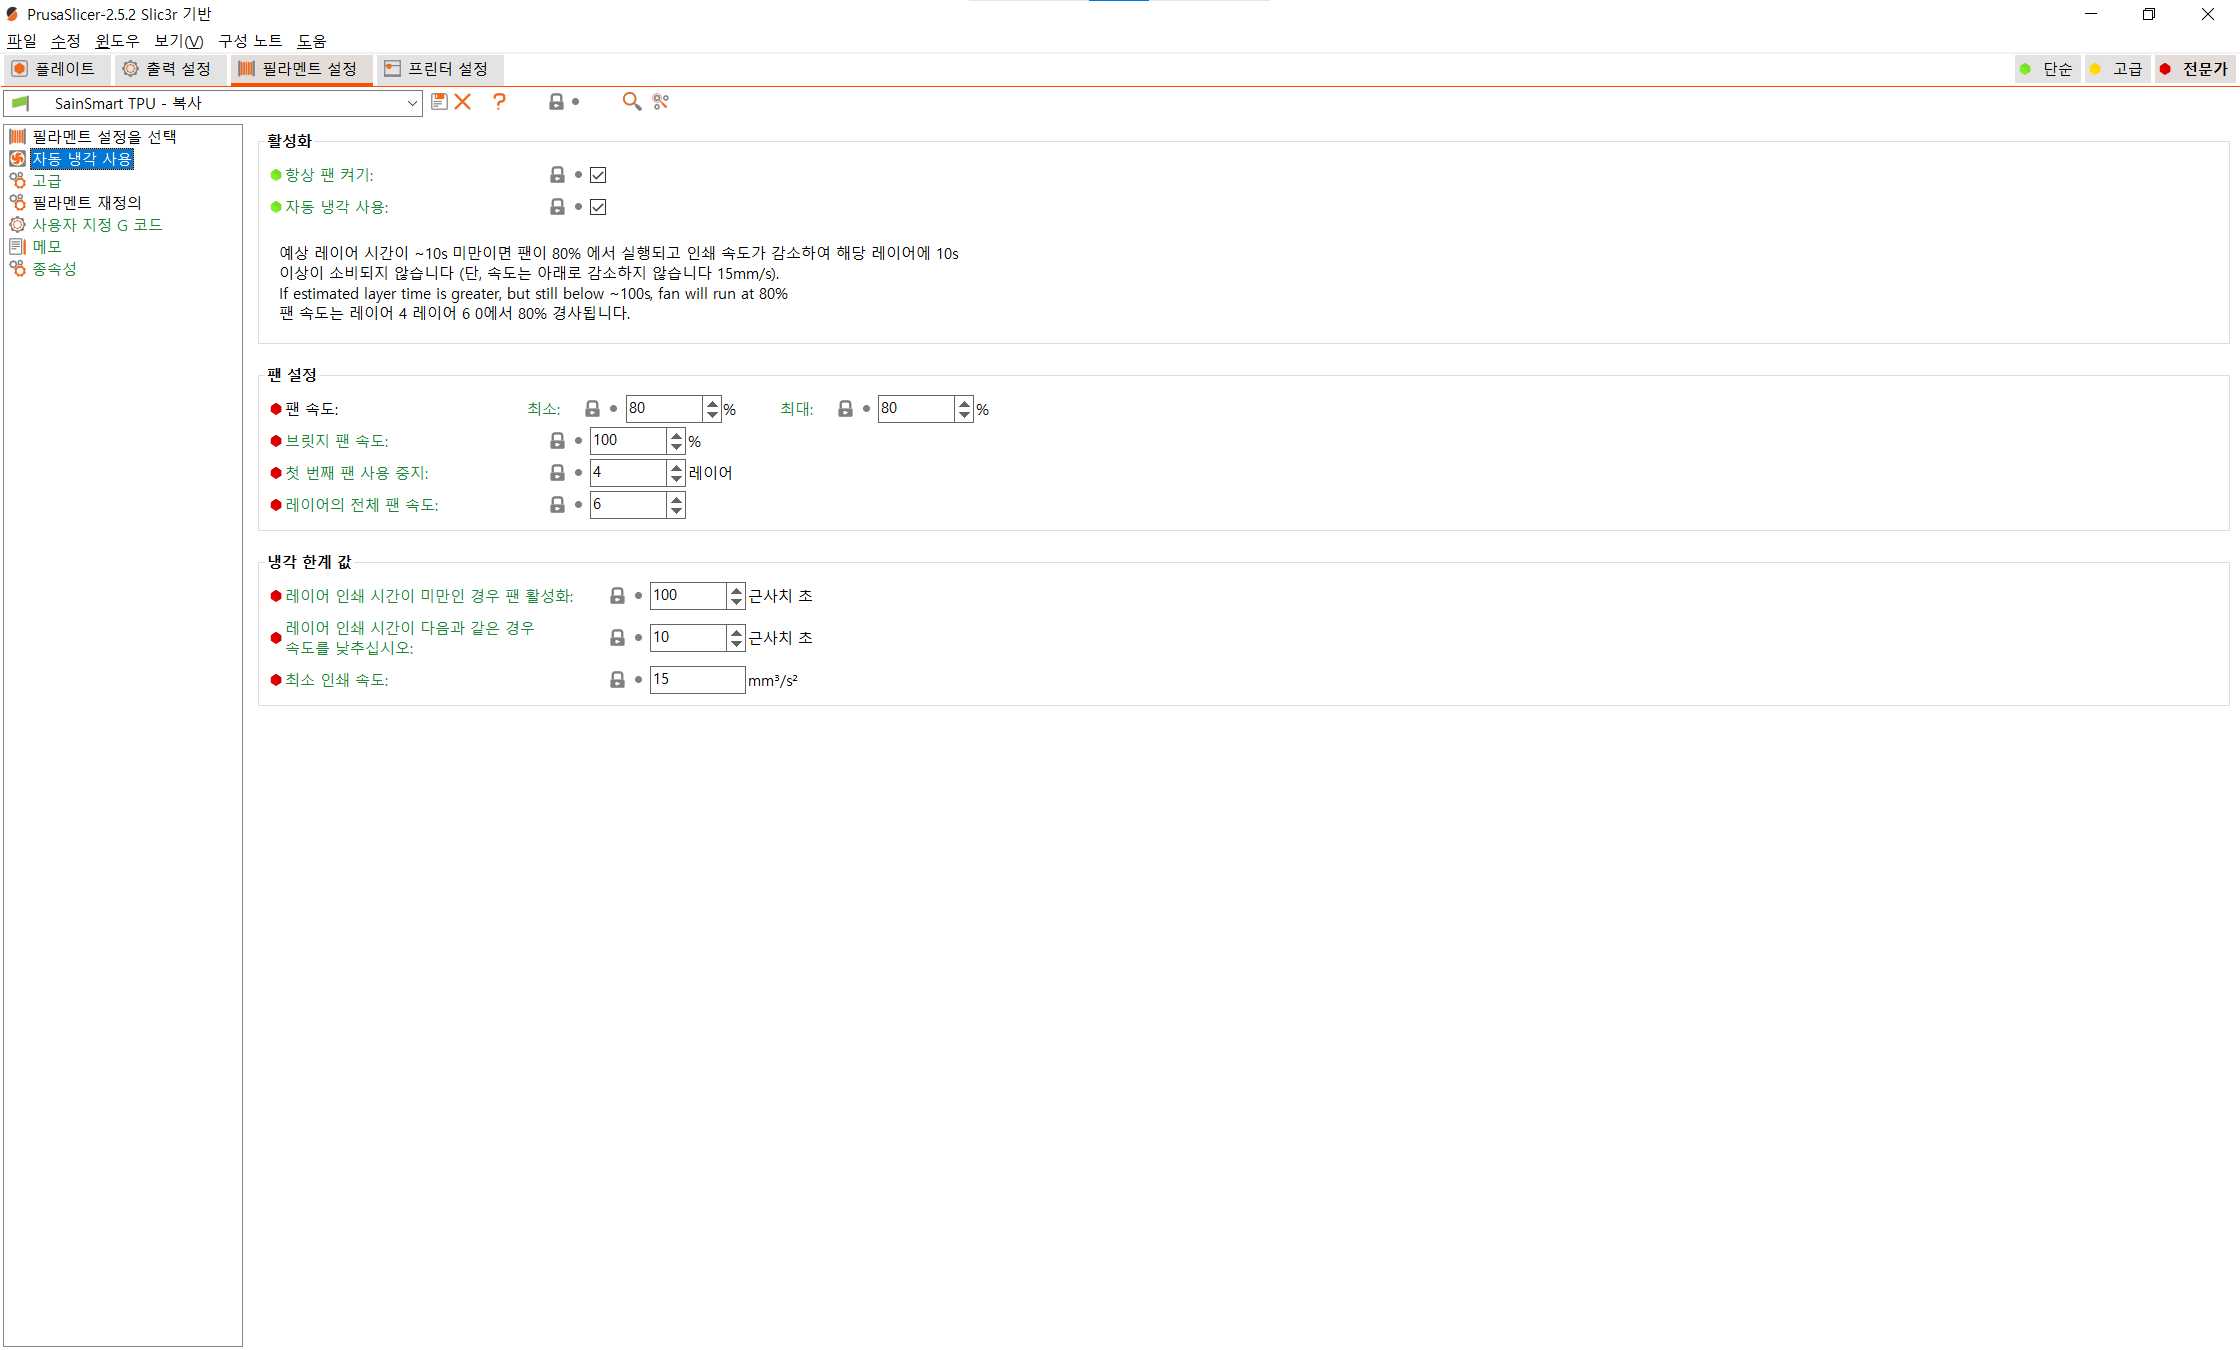 PrusaSlicer-2.5.2 Slic3r 기반
파일 수정 윈도우 보기(V) 구성 노트 도움
플레이트 출력 설정 필라멘트 설정 프린터 설정 단순 고급 전문가
SainSmart TPU - 복사
필라멘트 설정을 선택
자동 냉각 사용
고급
필라멘트 재정의
사용자 지정 G 코드
메모
종속성
활성화
항상 팬 켜기:
자동 냉각 사용:
예상 레이어 시간이 ~10s 미만이면 팬이 80% 에서 실행되고 인쇄 속도가 감소하여 해당 레이어에 10s
이상이 소비되지 않습니다 (단, 속도는 아래로 감소하지 않습니다 15mm/s).
If estimated layer time is greater, but still below ~100s, fan will run at 80%
팬 속도는 레이어 4 레이어 6 0에서 80% 경사됩니다.
팬 설정
팬 속도: 최소: 80 % 최대: 80 %
브릿지 팬 속도: 100 %
첫 번째 팬 사용 중지: 4 레이어
레이어의 전체 팬 속도: 6
냉각 한계 값
레이어 인쇄 시간이 미만인 경우 팬 활성화: 100 근사치 초
레이어 인쇄 시간이 다음과 같은 경우
속도를 낮추십시오: 10 근사치 초
최소 인쇄 속도: 15 mm³/s²